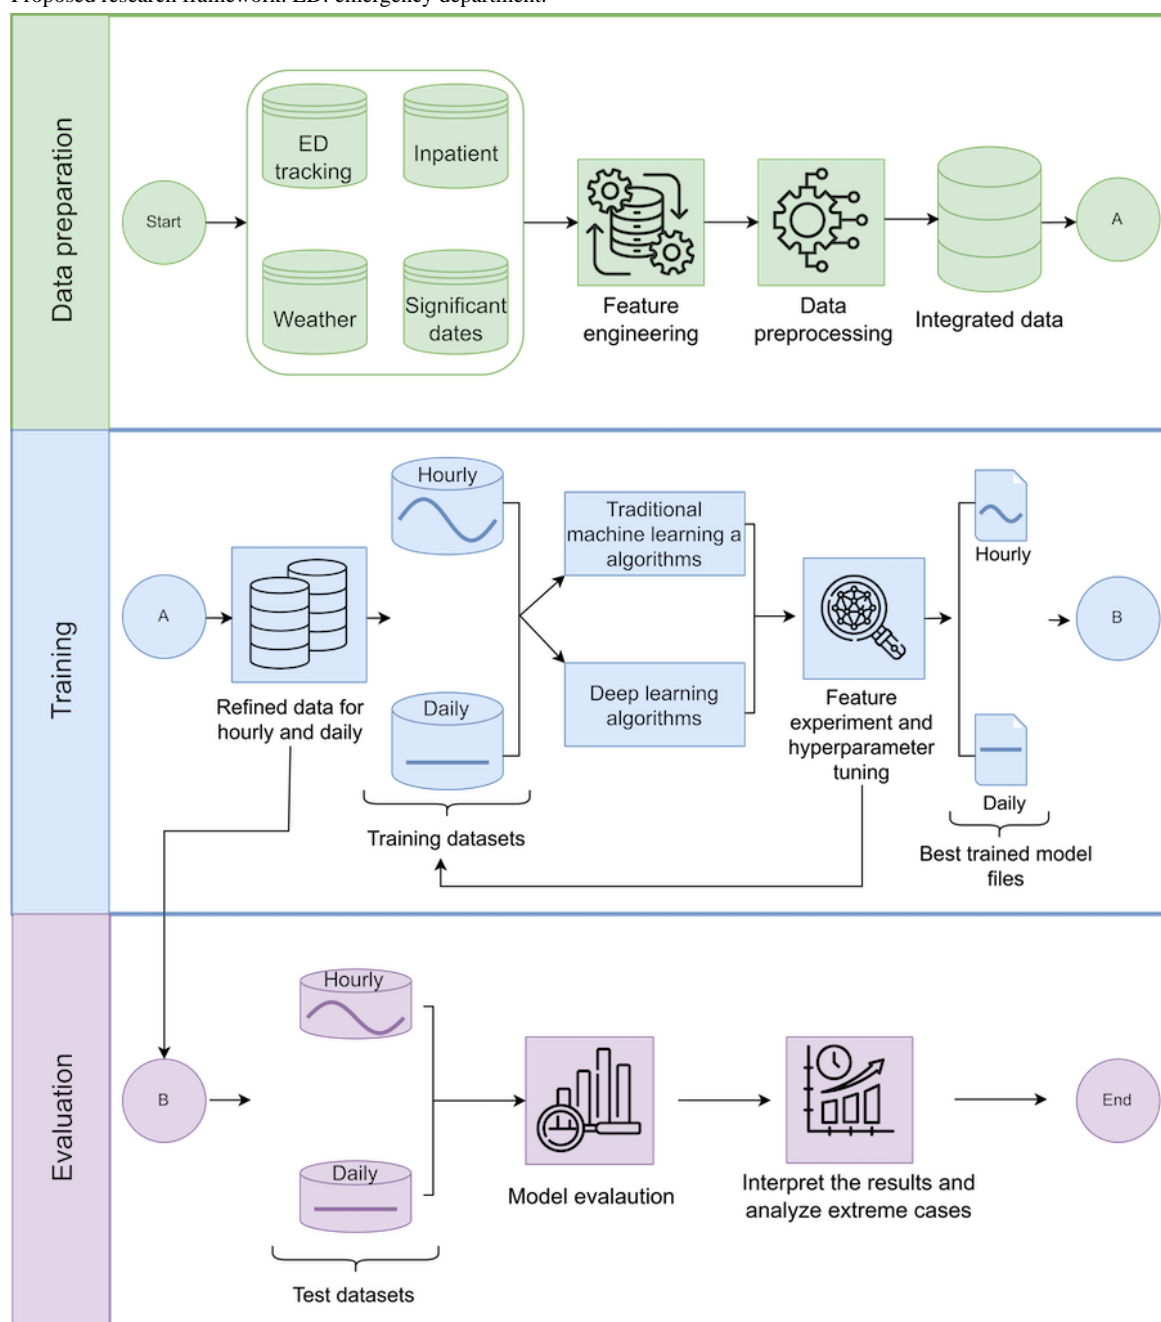 Proposed research framework. ED: emergency department.
Data preparation
Start
ED
tracking
Inpatient
Weather
Significant
dates
Feature
engineering
Data
preprocessing
Integrated data
A
Training
A
Refined data for
hourly and daily
Hourly
Daily
Training datasets
Traditional
machine learning a
algorithms
Deep learning
algorithms
Feature
experiment and
hyperparameter
tuning
Hourly
Daily
Best trained model
files
B
Evaluation
B
Hourly
Daily
Test datasets
Model evalaution
Interpret the results and
analyze extreme cases
End